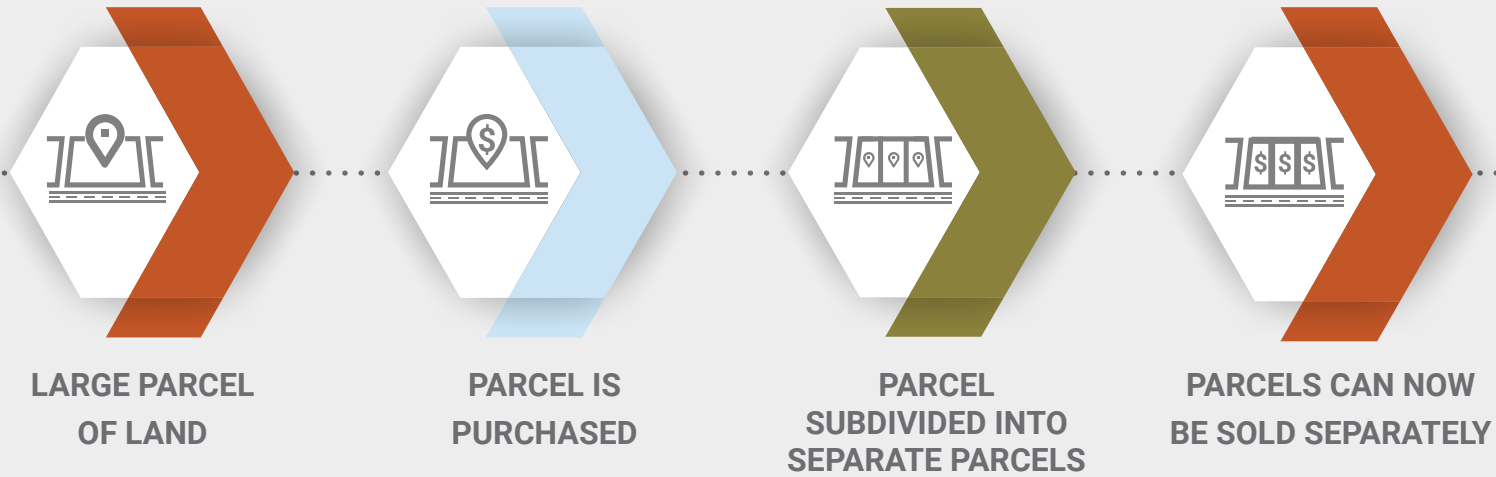 $
$ $ $
LARGE PARCEL
OF LAND
PARCEL IS
PURCHASED
PARCEL
SUBDIVIDED INTO
SEPARATE PARCELS
PARCELS CAN NOW
BE SOLD SEPARATELY